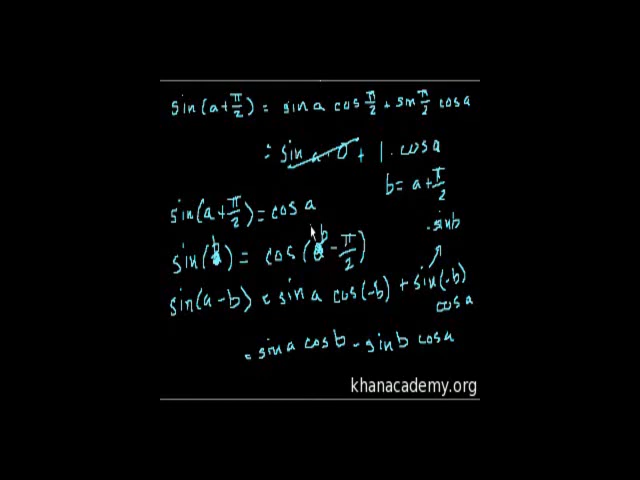 sin(a+π/2) = sin a cos π/2 + sin π/2 cos a
= sin a · 0 + 1 · cos a
b = a + π/2
sin(a+π/2) = cos a
· sin b
sin(b) = cos(b - π/2)
sin(a-b) = sin a cos(-b) + sin(-b)
cos a
= sin a cos b - sin b cos a
khanacademy.org